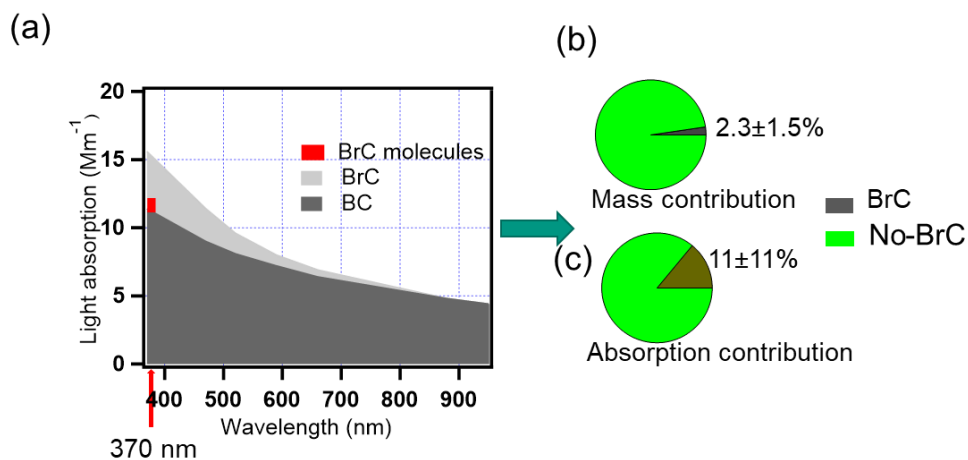 (a)
20
15
10
5
0
Light absorption (Mm⁻¹)
BrC molecules
BrC
BC
400 500 600 700 800 900
Wavelength (nm)
370 nm
(b)
2.3±1.5%
Mass contribution
BrC
No-BrC
(c)
11±11%
Absorption contribution